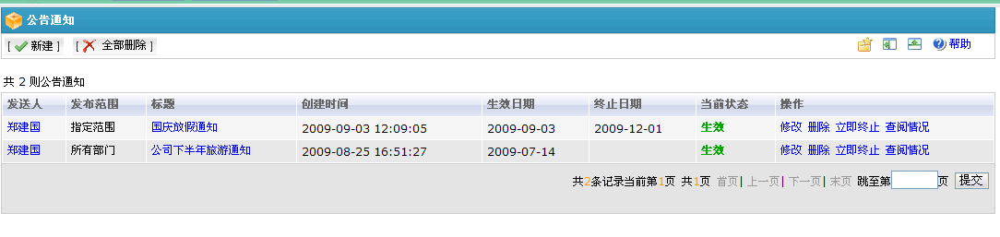 公告通知
[ 新建 ] [ 全部删除 ] 帮助
共 2 则公告通知
发送人 发布范围 标题 创建时间 生效日期 终止日期 当前状态 操作
郑建国 指定范围 国庆放假通知 2009-09-03 12:09:05 2009-09-03 2009-12-01 生效 修改 删除 立即终止 查阅情况
郑建国 所有部门 公司下半年旅游通知 2009-08-25 16:51:27 2009-07-14 生效 修改 删除 立即终止 查阅情况
共2条记录当前第1页 共1页 首页| 上一页| 下一页| 末页 跳至第 页 提交